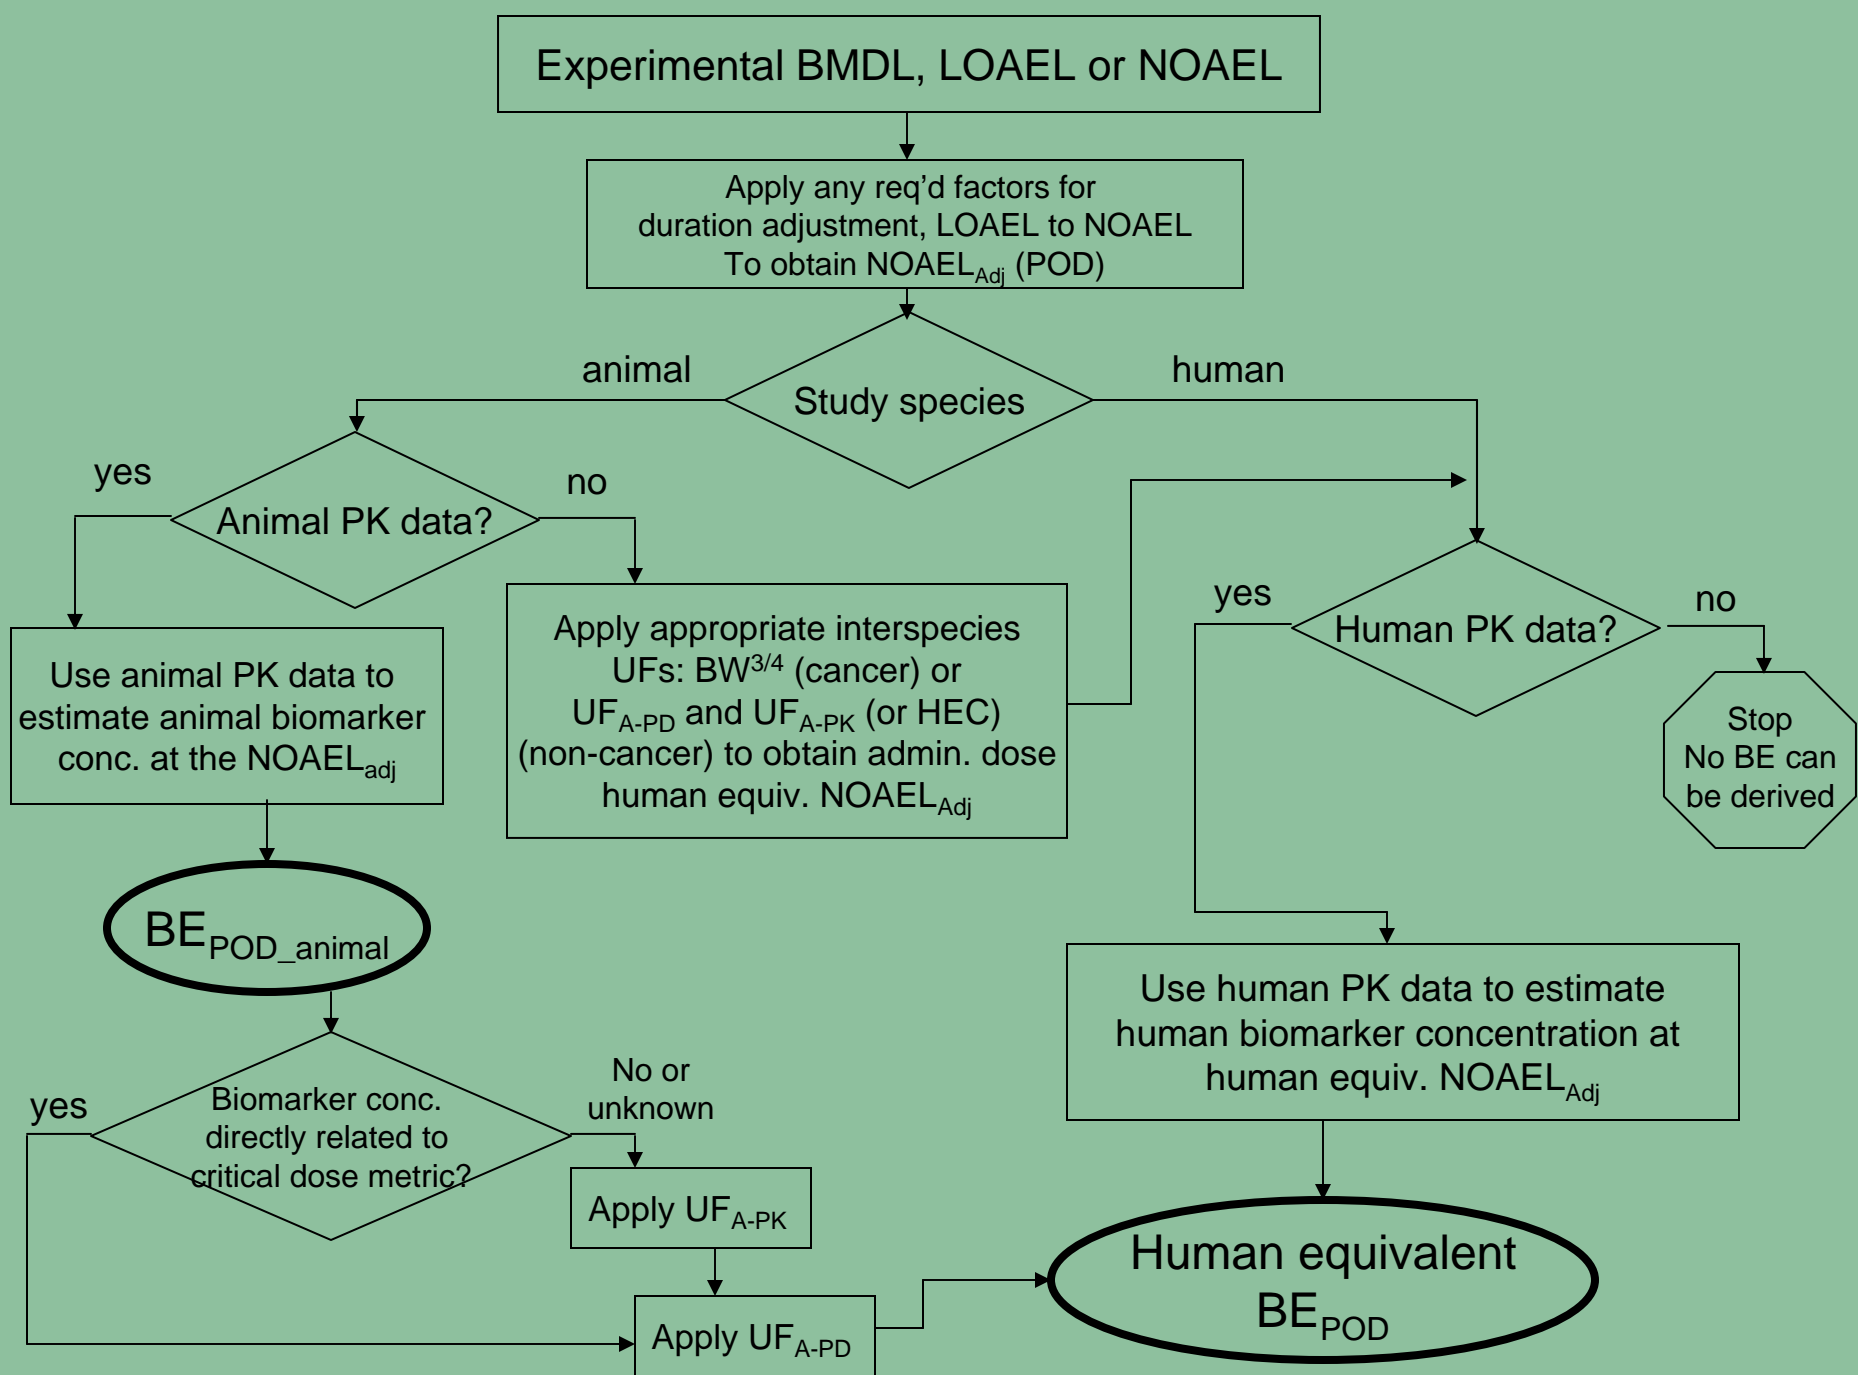 Experimental BMDL, LOAEL or NOAEL
Apply any req’d factors for
duration adjustment, LOAEL to NOAEL
To obtain NOAELAdj (POD)
animal
human
Study species
yes
no
Animal PK data?
yes
no
Human PK data?
Use animal PK data to
estimate animal biomarker
conc. at the NOAELadj
Apply appropriate interspecies
UFs: BW3/4 (cancer) or
UFA-PD and UFA-PK (or HEC)
(non-cancer) to obtain admin. dose
human equiv. NOAELAdj
Stop
No BE can
be derived
BEPOD_animal
Use human PK data to estimate
human biomarker concentration at
human equiv. NOAELAdj
yes
Biomarker conc.
directly related to
critical dose metric?
No or
unknown
Apply UFA-PK
Apply UFA-PD
Human equivalent
BEPOD